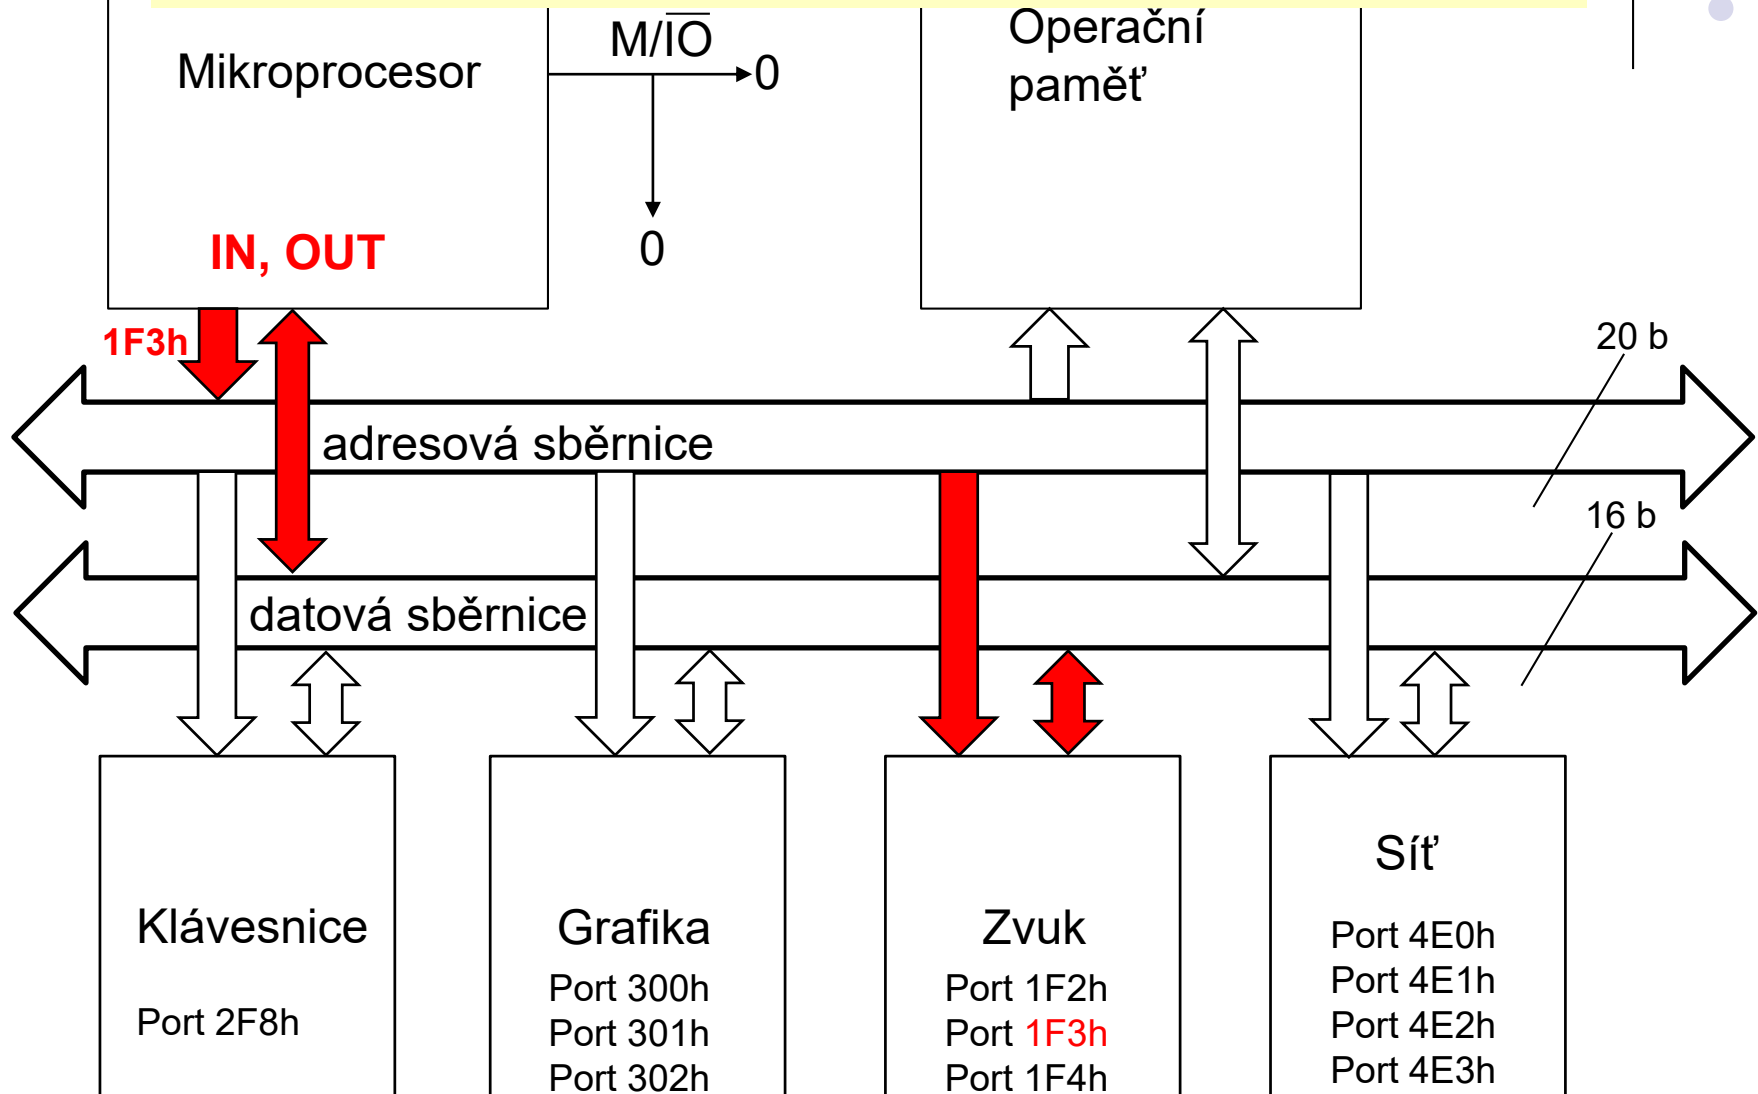 Mikroprocesor
M/I̅O̅
0
0
Operační
paměť
IN, OUT
1F3h
20 b
adresová sběrnice
16 b
datová sběrnice
Klávesnice
Port 2F8h
Grafika
Port 300h
Port 301h
Port 302h
Zvuk
Port 1F2h
Port 1F3h
Port 1F4h
Síť
Port 4E0h
Port 4E1h
Port 4E2h
Port 4E3h